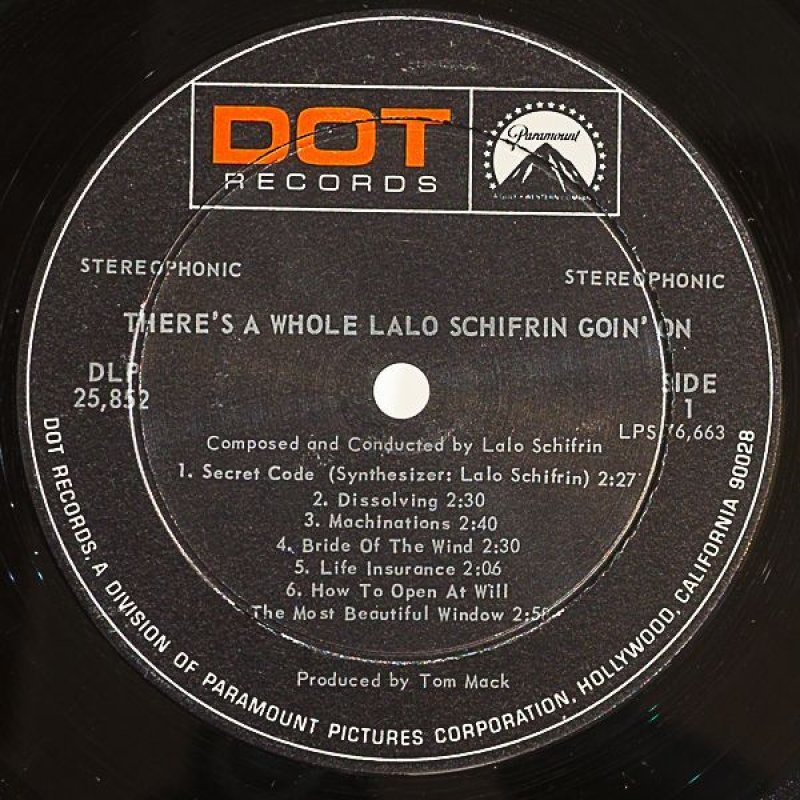 DOT
RECORDS
Paramount
A GULF + WESTERN COMPANY
STEREOPHONIC
STEREOPHONIC
THERE'S A WHOLE LALO SCHIFRIN GOIN' ON
DLP
25,852
SIDE
1
LPS 76,663
Composed and Conducted by Lalo Schifrin
1. Secret Code (Synthesizer: Lalo Schifrin) 2:27
2. Dissolving 2:30
3. Machinations 2:40
4. Bride Of The Wind 2:30
5. Life Insurance 2:06
6. How To Open At Will
The Most Beautiful Window
Produced by Tom Mack
DOT RECORDS, A DIVISION OF PARAMOUNT PICTURES CORPORATION, HOLLYWOOD, CALIFORNIA 90028